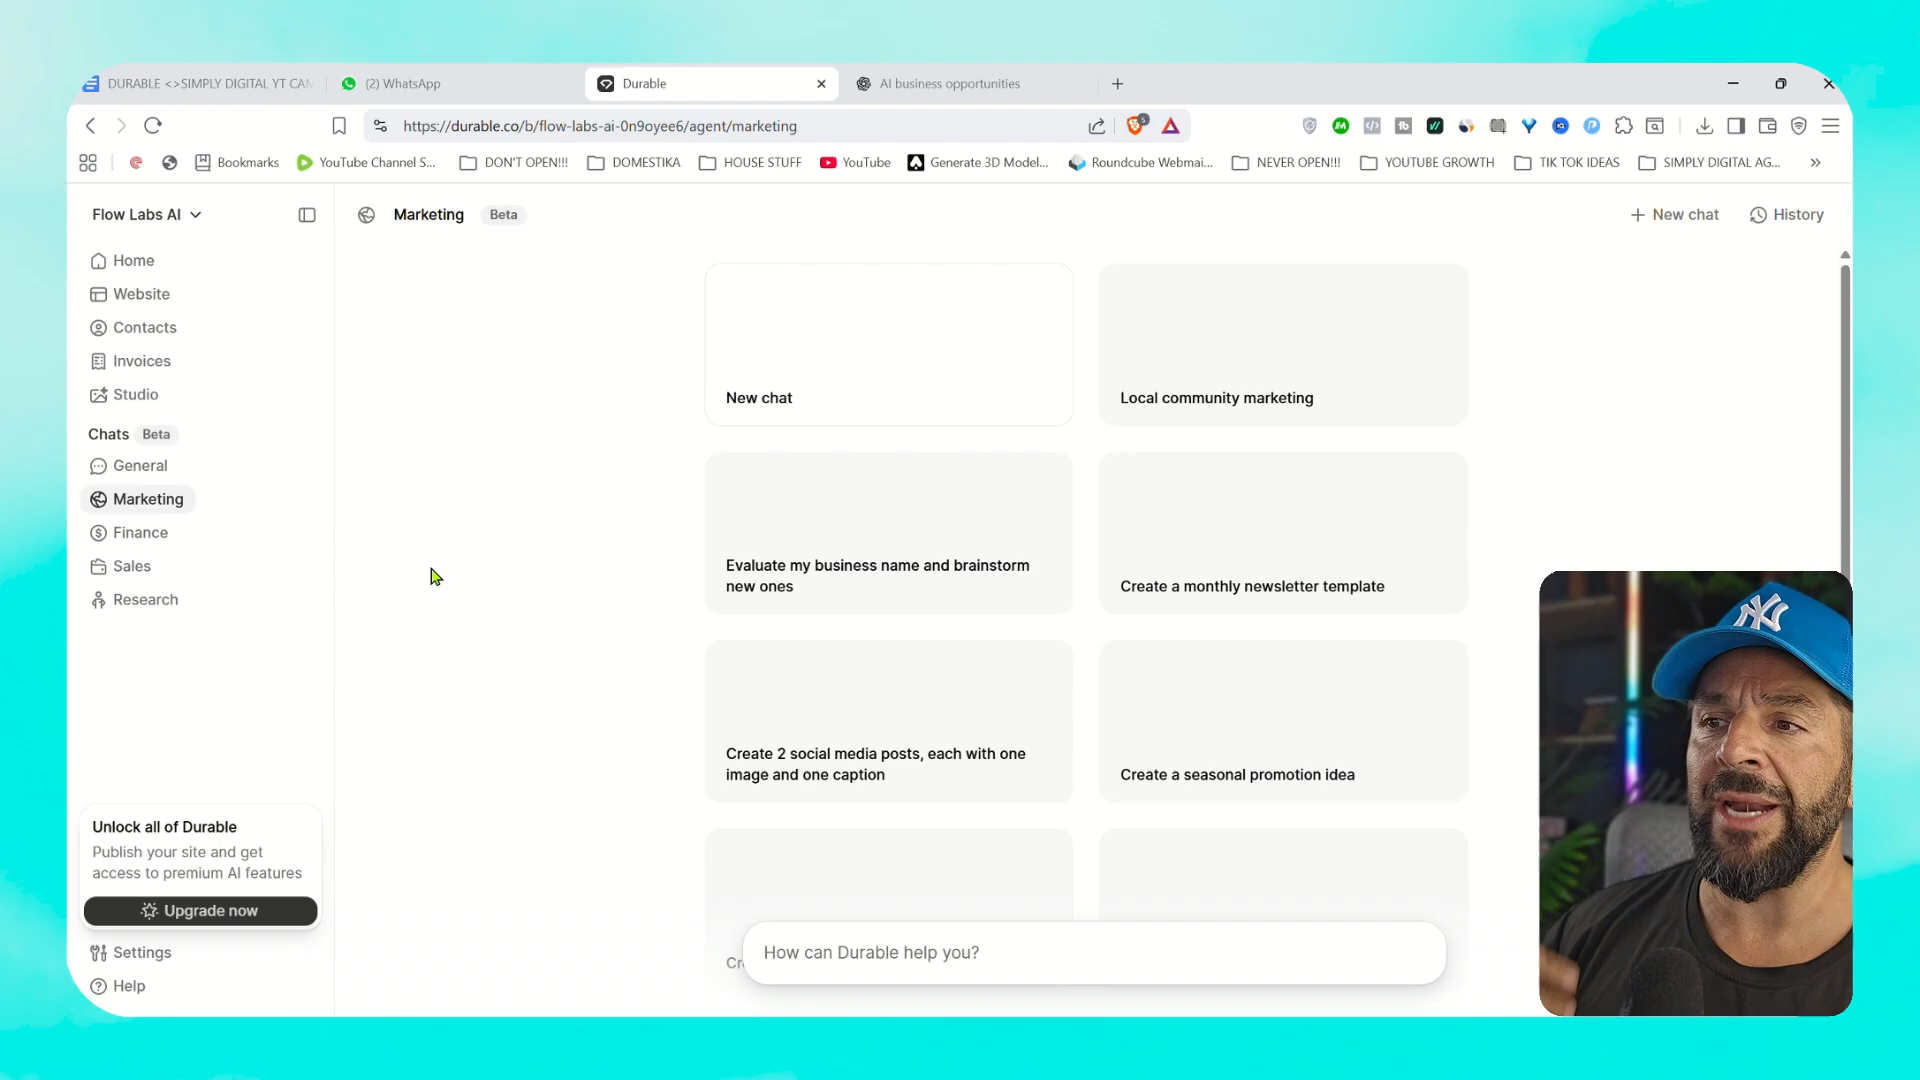 DURABLE <>SIMPLY DIGITAL YT CAM
(2) WhatsApp
Durable
AI business opportunities
https://durable.co/b/flow-labs-ai-0n9oyee6/agent/marketing
5
Bookmarks
YouTube Channel S...
DON'T OPEN!!!
DOMESTIKA
HOUSE STUFF
YouTube
Generate 3D Model...
Roundcube Webmai...
NEVER OPEN!!!
YOUTUBE GROWTH
TIK TOK IDEAS
SIMPLY DIGITAL AG...
Flow Labs AI
Marketing
Beta
New chat
History
Home
Website
Contacts
Invoices
Studio
Chats
Beta
General
Marketing
Finance
Sales
Research
New chat
Local community marketing
Evaluate my business name and brainstorm
new ones
Create a monthly newsletter template
Create 2 social media posts, each with one
image and one caption
Create a seasonal promotion idea
How can Durable help you?
Unlock all of Durable
Publish your site and get
access to premium AI features
Upgrade now
Settings
Help
NY